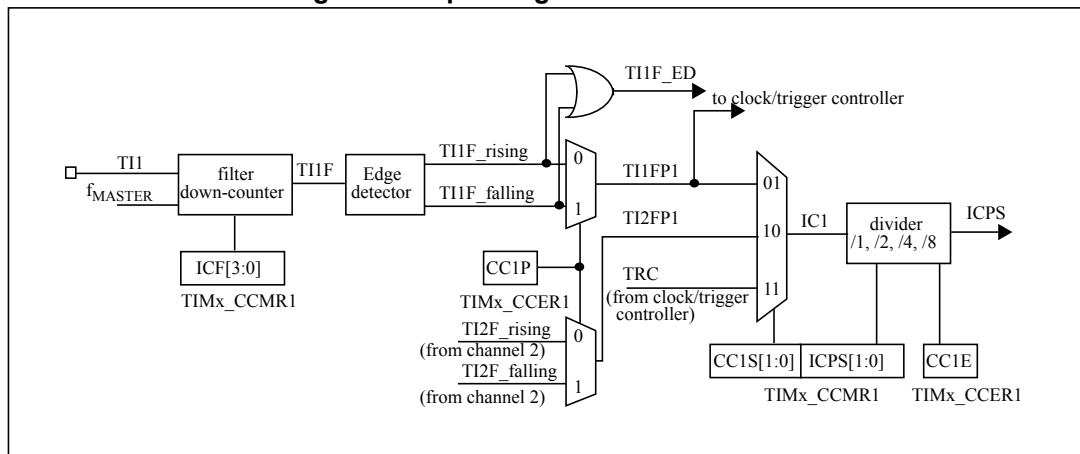 TI1F_ED
to clock/trigger controller
TI1
f_MASTER
filter
down-counter
TI1F
Edge
detector
TI1F_rising
TI1F_falling
0
1
TI1FP1
TI2FP1
TRC
(from clock/trigger
controller)
01
10
11
IC1
divider
/1, /2, /4, /8
ICPS
ICF[3:0]
TIMx_CCMR1
CC1P
TIMx_CCER1
TI2F_rising
(from channel 2)
TI2F_falling
(from channel 2)
0
1
CC1S[1:0]
ICPS[1:0]
TIMx_CCMR1
CC1E
TIMx_CCER1